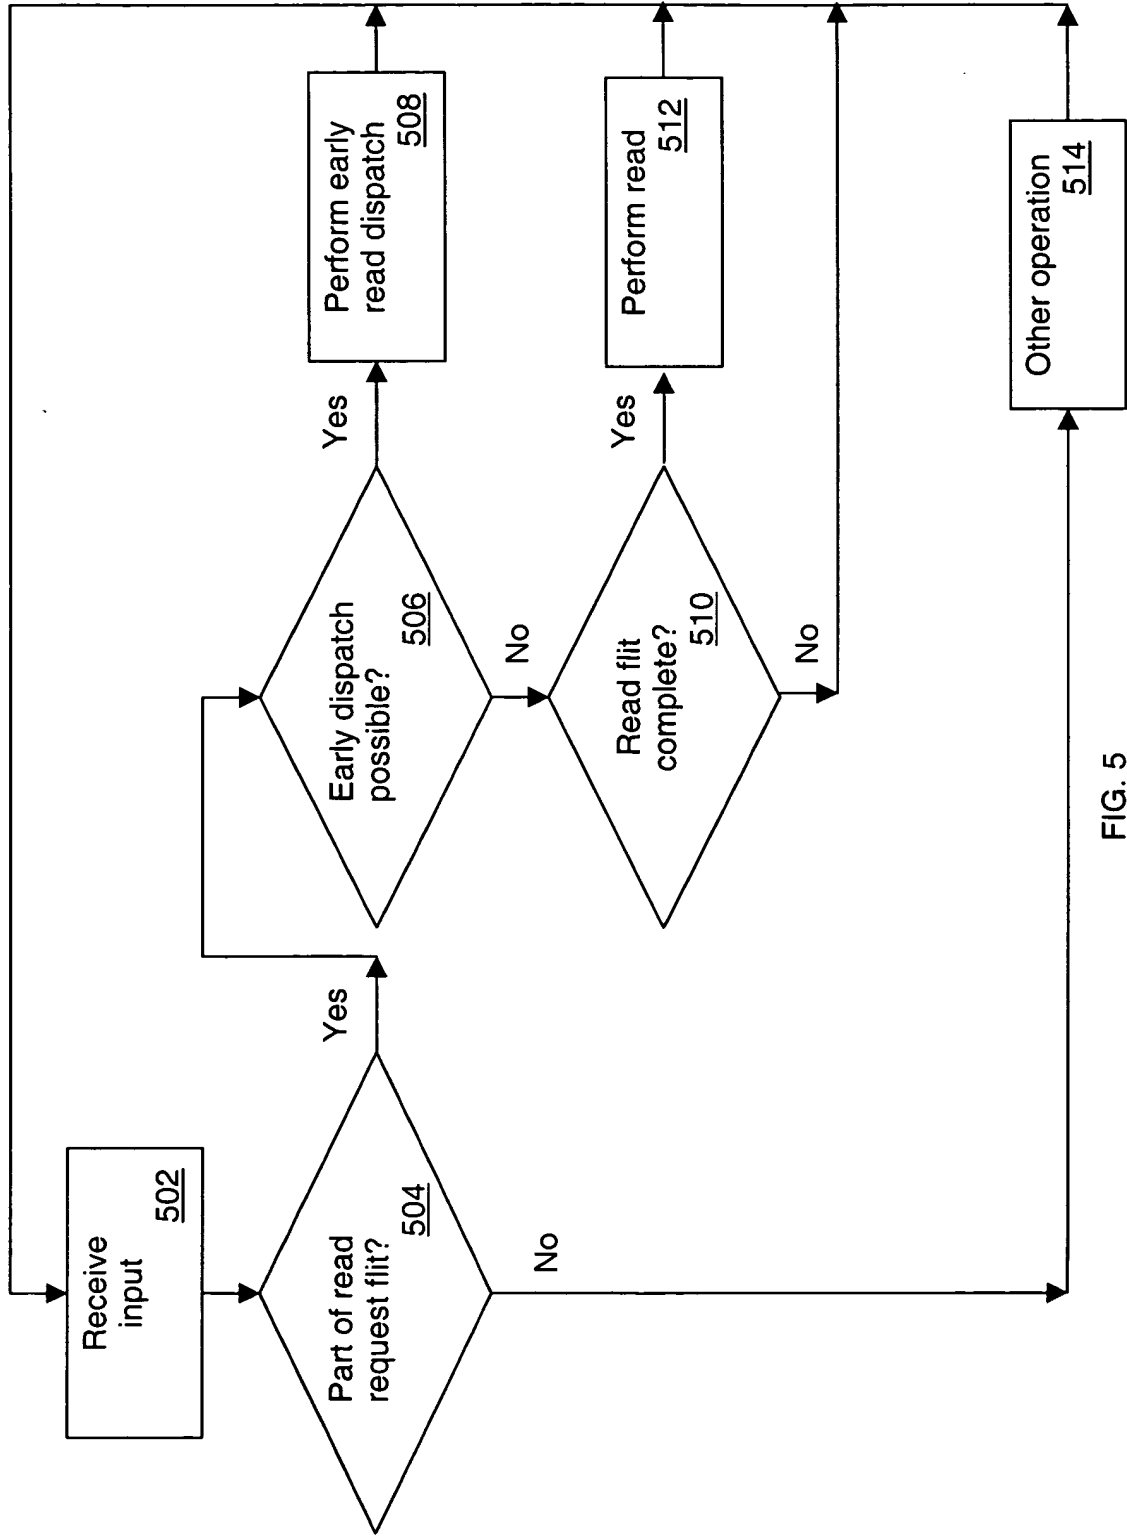 Receive
input
502
Part of read
request flit?
504
Yes
No
Early dispatch
possible?
506
Yes
No
Perform early
read dispatch
508
Read flit
complete?
510
Yes
No
Perform read
512
Other operation
514
FIG. 5